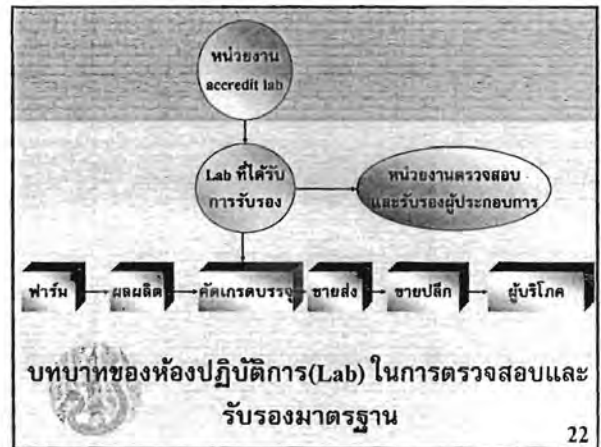 หน่วยงาน
accredit lab
Lab ที่ได้รับ
การรับรอง
หน่วยงานตรวจสอบ
และรับรองผู้ประกอบการ
ฟาร์ม ผลผลิต คัดเกรดบรรจุ ขายส่ง ขายปลีก ผู้บริโภค
บทบาทของห้องปฏิบัติการ(Lab) ในการตรวจสอบและ
รับรองมาตรฐาน
22